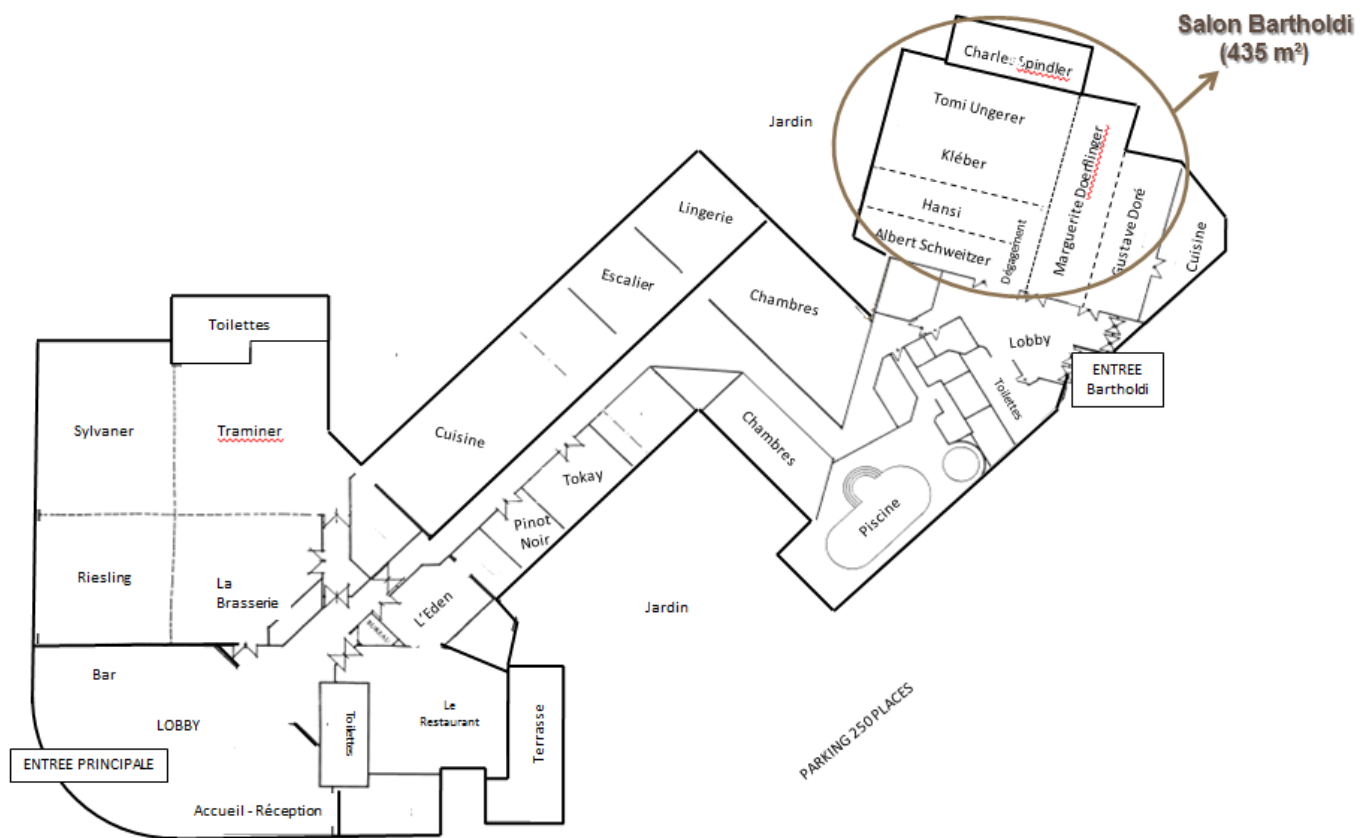 Salon Bartholdi
(435 m²)
Charles Spindler
Tomi Ungerer
Jardin
Kléber
Marguerite Doerflinger
Hansi
Gustave Doré
Albert Schweitzer
Dégagement
Cuisine
Lingerie
Escalier
Chambres
Lobby
ENTREE
Bartholdi
Toilettes
Toilettes
Sylvaner
Traminer
Cuisine
Chambres
Tokay
Piscine
Pinot
Noir
Riesling
La
Brasserie
L'Eden
Jardin
BUREAU
Bar
Le
Restaurant
LOBBY
Toilettes
Terrasse
PARKING 250 PLACES
ENTREE PRINCIPALE
Accueil - Réception